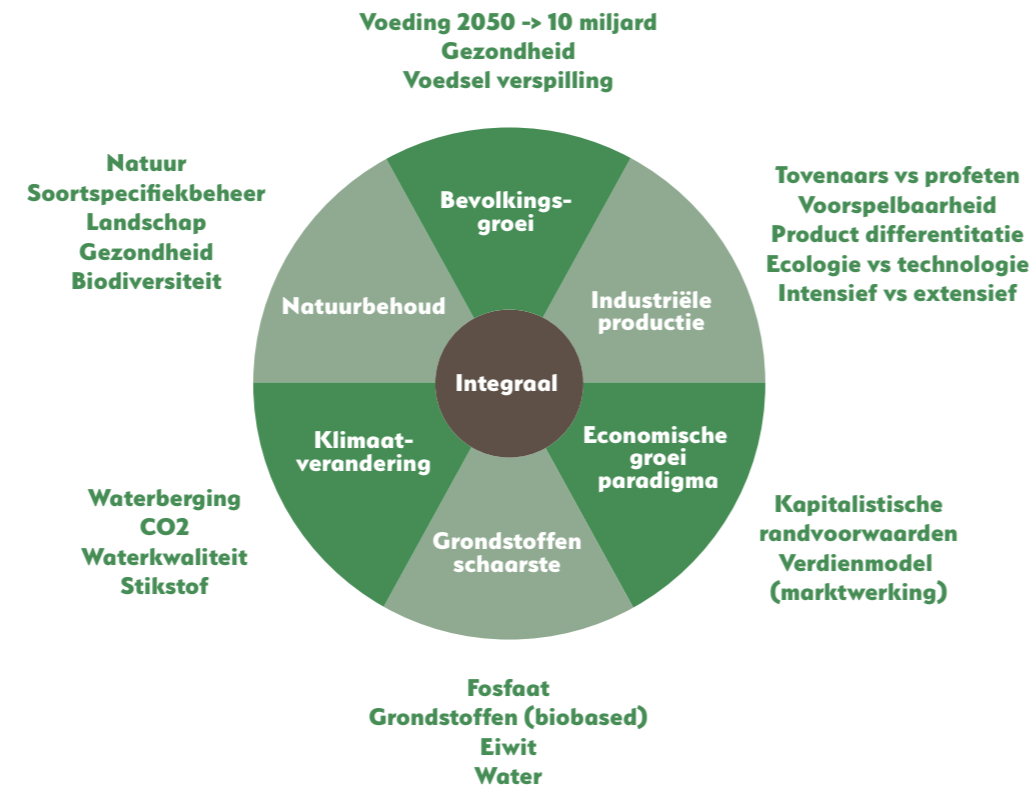 Voeding 2050 -> 10 miljard
Gezondheid
Voedsel verspilling
Natuur
Soortspecifiekbeheer
Landschap
Gezondheid
Biodiversiteit
Tovenaars vs profeten
Voorspelbaarheid
Product differentitatie
Ecologie vs technologie
Intensief vs extensief
Bevolkings-
groei
Natuurbehoud
Industriële
productie
Integraal
Klimaat-
verandering
Economische
groei
paradigma
Grondstoffen
schaarste
Waterberging
CO2
Waterkwaliteit
Stikstof
Kapitalistische
randvoorwaarden
Verdienmodel
(marktwerking)
Fosfaat
Grondstoffen (biobased)
Eiwit
Water